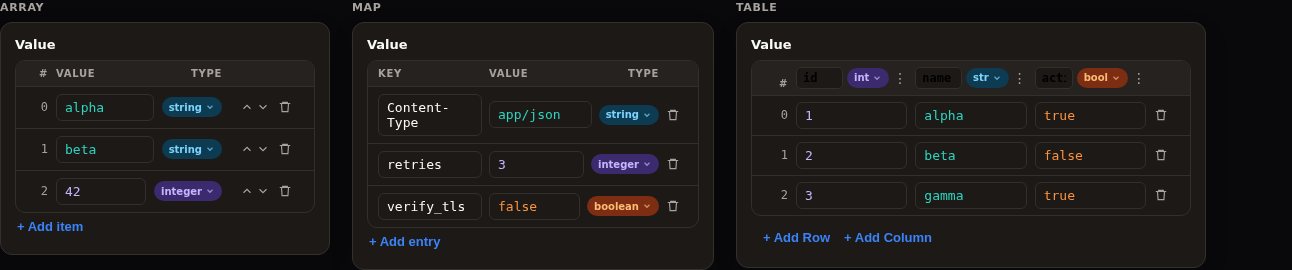 ARRAY
Value
# VALUE TYPE
0 alpha string
1 beta string
2 42 integer
+ Add item
MAP
Value
KEY VALUE TYPE
Content-
Type app/json string
retries 3 integer
verify_tls false boolean
+ Add entry
TABLE
Value
# id int name str act bool
0 1 alpha true
1 2 beta false
2 3 gamma true
+ Add Row + Add Column